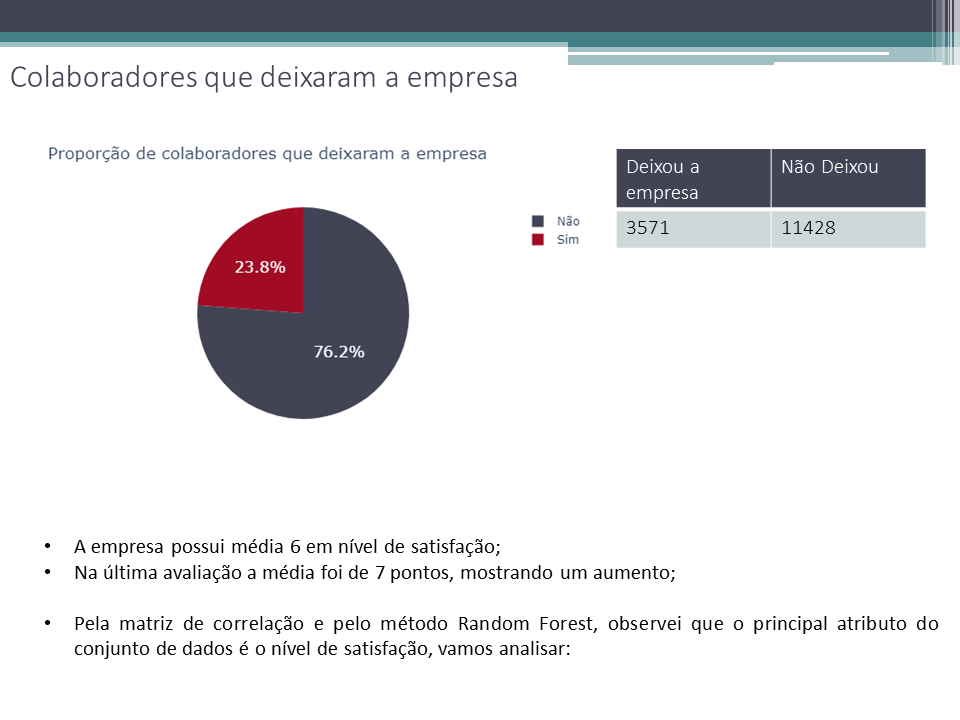 Colaboradores que deixaram a empresa
Proporção de colaboradores que deixaram a empresa
Não
Sim
23.8%
76.2%
Deixou a empresa
Não Deixou
3571
11428
• A empresa possui média 6 em nível de satisfação;
• Na última avaliação a média foi de 7 pontos, mostrando um aumento;
• Pela matriz de correlação e pelo método Random Forest, observei que o principal atributo do
conjunto de dados é o nível de satisfação, vamos analisar: